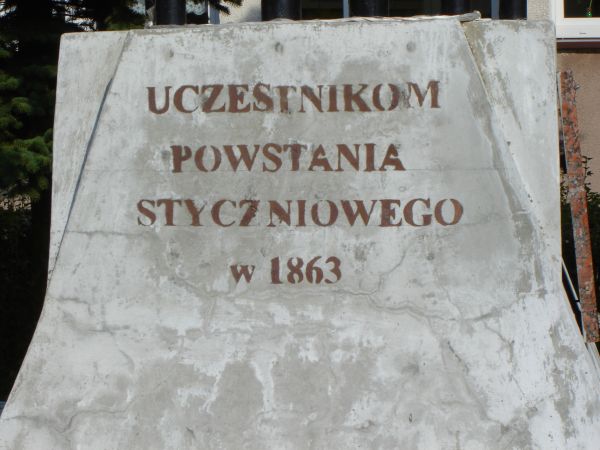 UCZESTNIKOM
POWSTANIA
STYCZNIOWEGO
w 1863